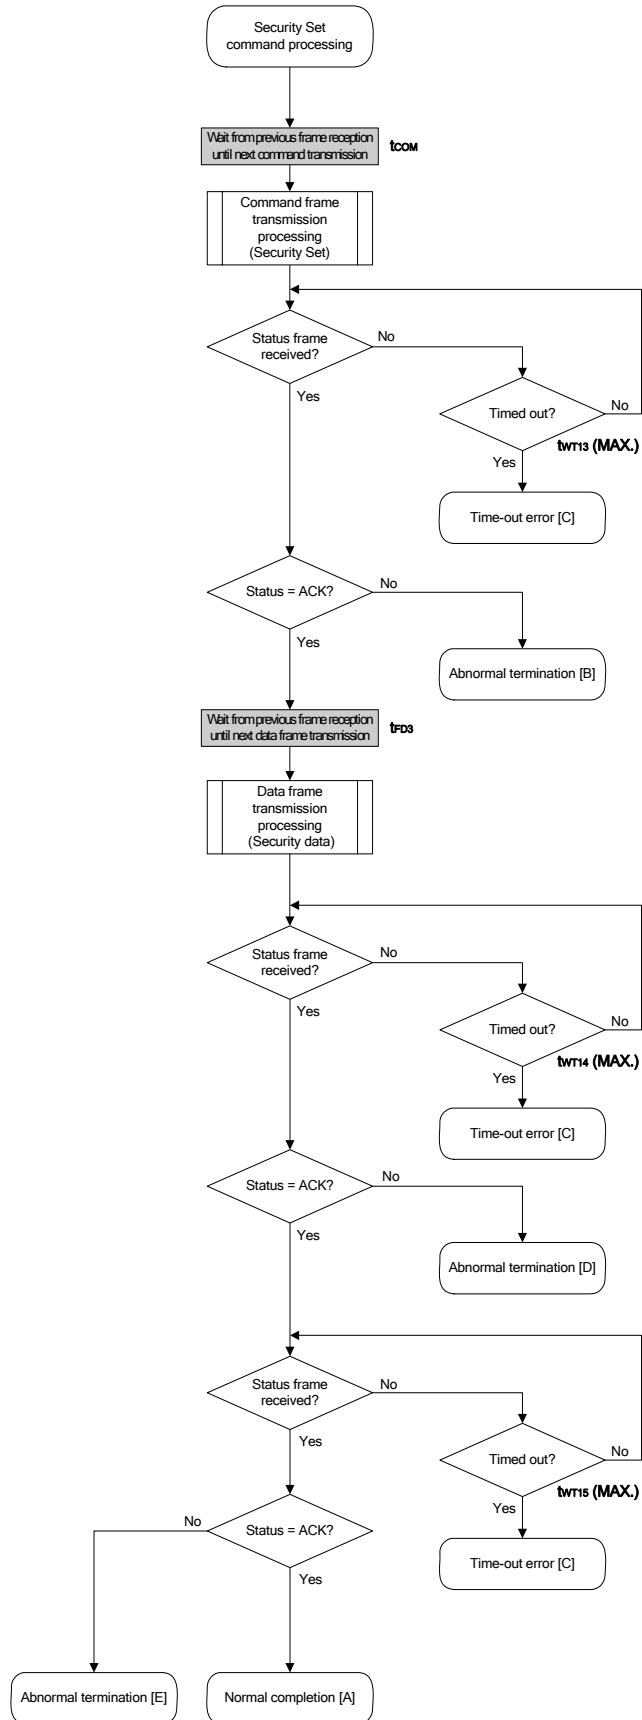 Security Set
command processing
Wait from previous frame reception
until next command transmission
tCOM
Command frame
transmission
processing
(Security Set)
Status frame
received?
No
Yes
Timed out?
No
tWT13 (MAX.)
Yes
Time-out error [C]
Status = ACK?
No
Yes
Abnormal termination [B]
Wait from previous frame reception
until next data frame transmission
tFD3
Data frame
transmission
processing
(Security data)
Status frame
received?
No
Yes
Timed out?
No
tWT14 (MAX.)
Yes
Time-out error [C]
Status = ACK?
No
Yes
Abnormal termination [D]
Status frame
received?
No
Yes
Timed out?
No
tWT15 (MAX.)
Yes
Time-out error [C]
No
Status = ACK?
Yes
Abnormal termination [E]
Normal completion [A]